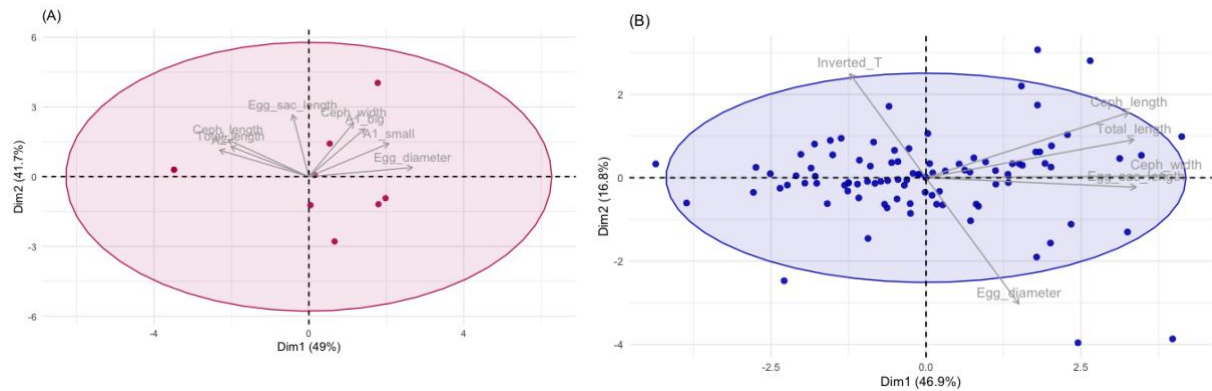 (A)
6
3
0
-3
-6
Dim2 (41.7%)
Egg_sac_length
Ceph_width
A1_big
A1_small
Ceph_length
Total_length
Egg_diameter
-4
0
4
Dim1 (49%)
(B)
2
0
-2
-4
Dim2 (16.8%)
Inverted_T
Ceph_length
Total_length
Ceph_width
Egg_sac_length
Egg_diameter
-2.5
0.0
2.5
Dim1 (46.9%)